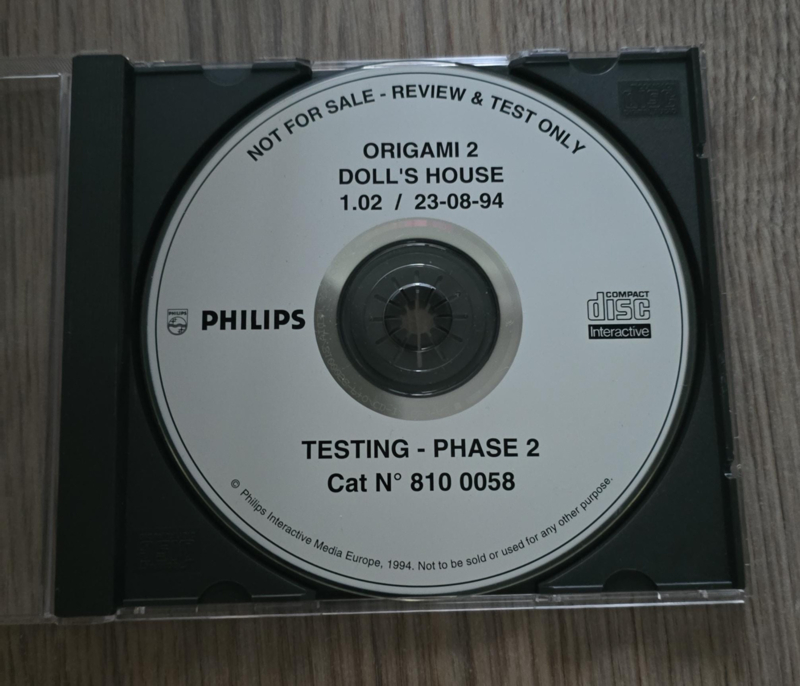 NOT FOR SALE - REVIEW & TEST ONLY
ORIGAMI 2
DOLL'S HOUSE
1.02 / 23-08-94
PHILIPS
PHILIPS
COMPACT
disc
Interactive
TESTING - PHASE 2
Cat N° 810 0058
© Philips Interactive Media Europe, 1994. Not to be sold or used for any other purpose.